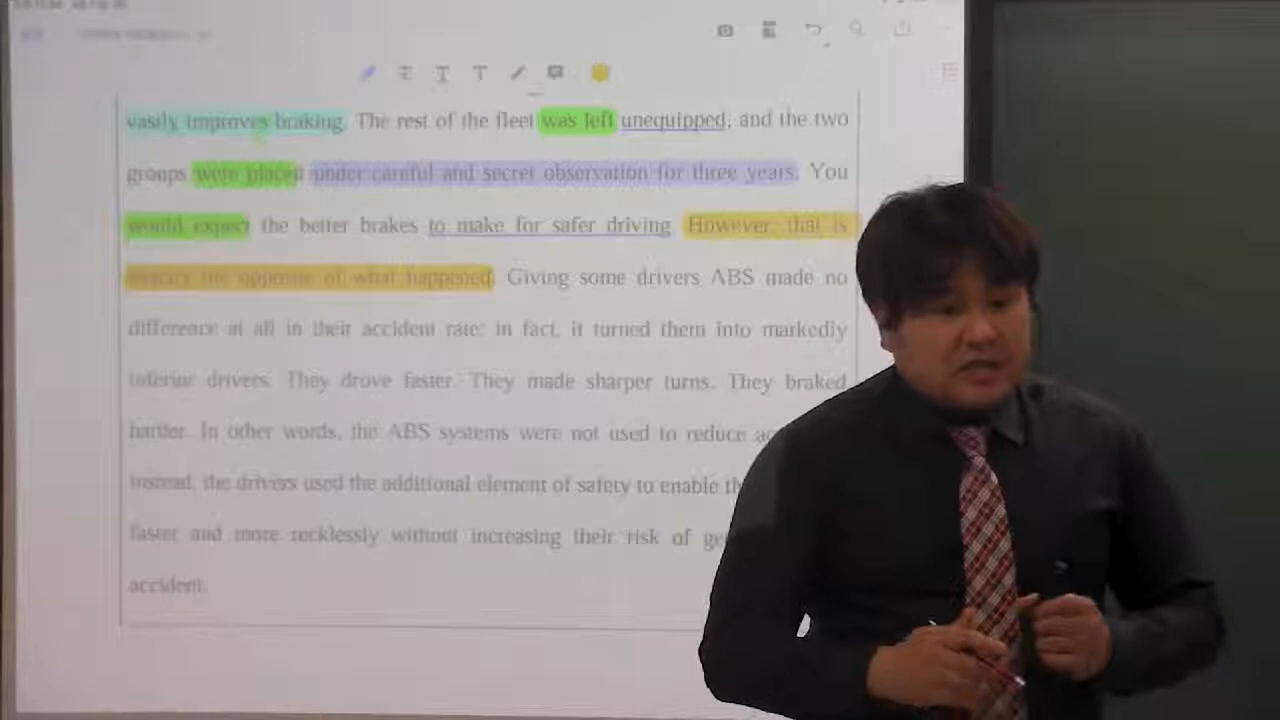 vastly improves braking. The rest of the fleet was left unequipped, and the two
groups were placed under careful and secret observation for three years. You
would expect the better brakes to make for safer driving. However, that is
exactly the opposite of what happened. Giving some drivers ABS made no
difference at all in their accident rate; in fact, it turned them into markedly
inferior drivers. They drove faster. They made sharper turns. They braked
harder. In other words, the ABS systems were not used to reduce
instead, the drivers used the additional element of safety to enable
faster and more recklessly without increasing their risk of
accident.